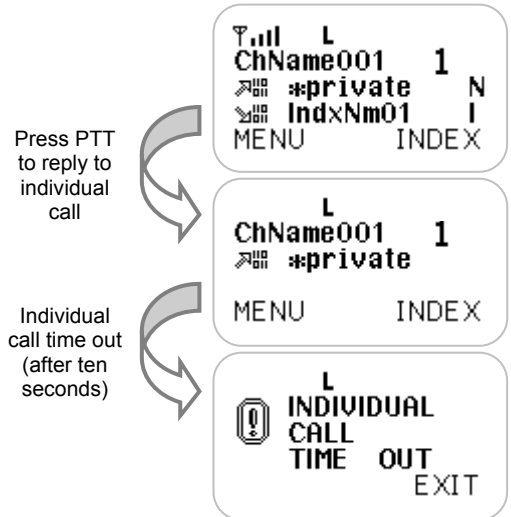 L
ChName001 1
*private N
IndxNm01 I
MENU INDEX
Press PTT
to reply to
individual
call
L
ChName001 1
*private
MENU INDEX
Individual
call time out
(after ten
seconds)
L
INDIVIDUAL
CALL
TIME OUT
EXIT